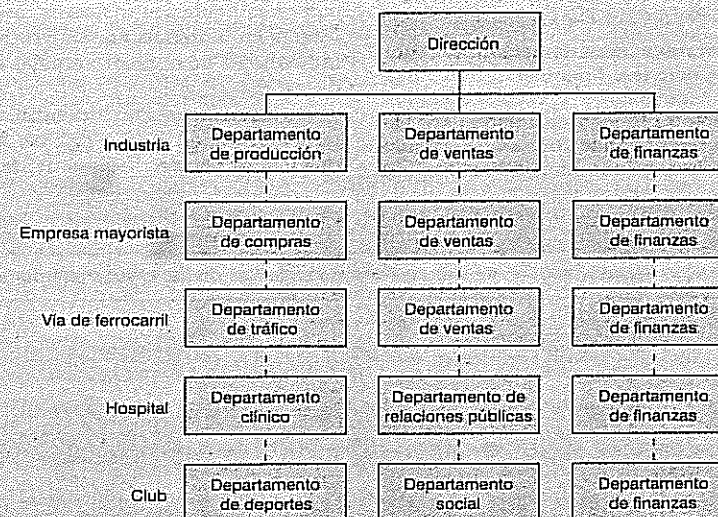 Dirección
Industria
Departamento
de producción
Departamento
de ventas
Departamento
de finanzas
Empresa mayorista
Departamento
de compras
Departamento
de ventas
Departamento
de finanzas
Vía de ferrocarril
Departamento
de tráfico
Departamento
de ventas
Departamento
de finanzas
Hospital
Departamento
clínico
Departamento de
relaciones públicas
Departamento
de finanzas
Club
Departamento
de deportes
Departamento
social
Departamento
de finanzas